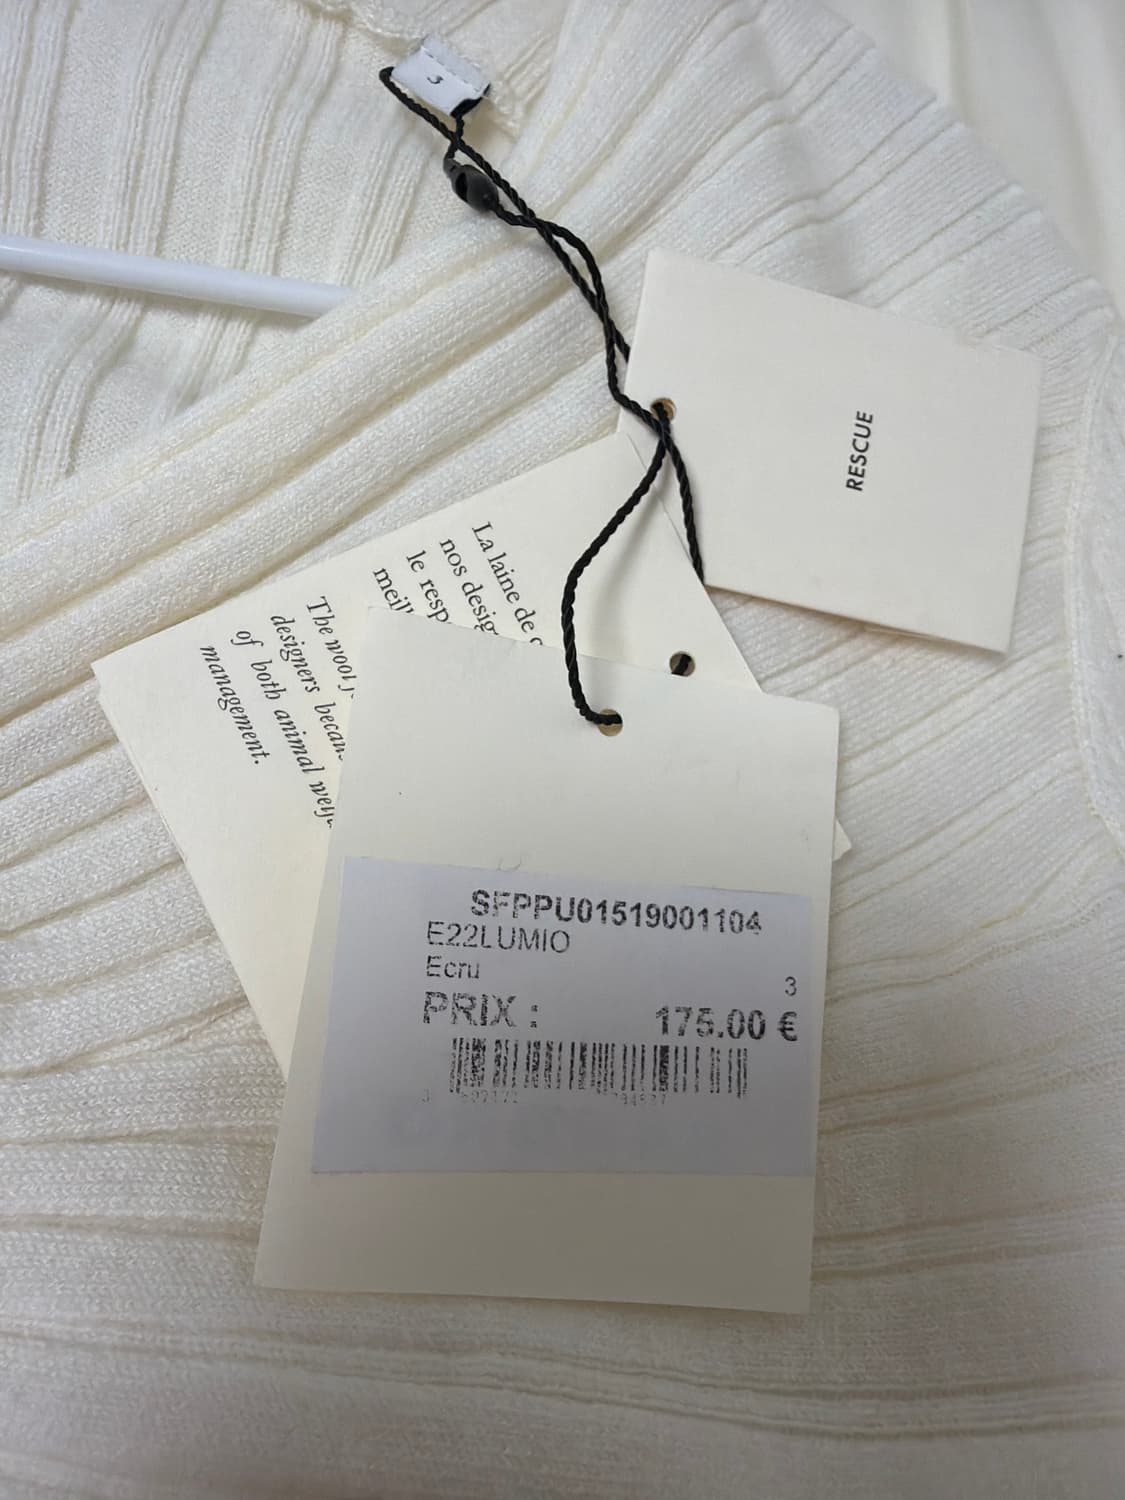 3
RESCUE
La laine de
nos desig
le resp
meil
The wool
designers becau
of both animal
management.
SFPPU01519001104
E22LUMIO
Ecru
3
PRIX :
175.00 €